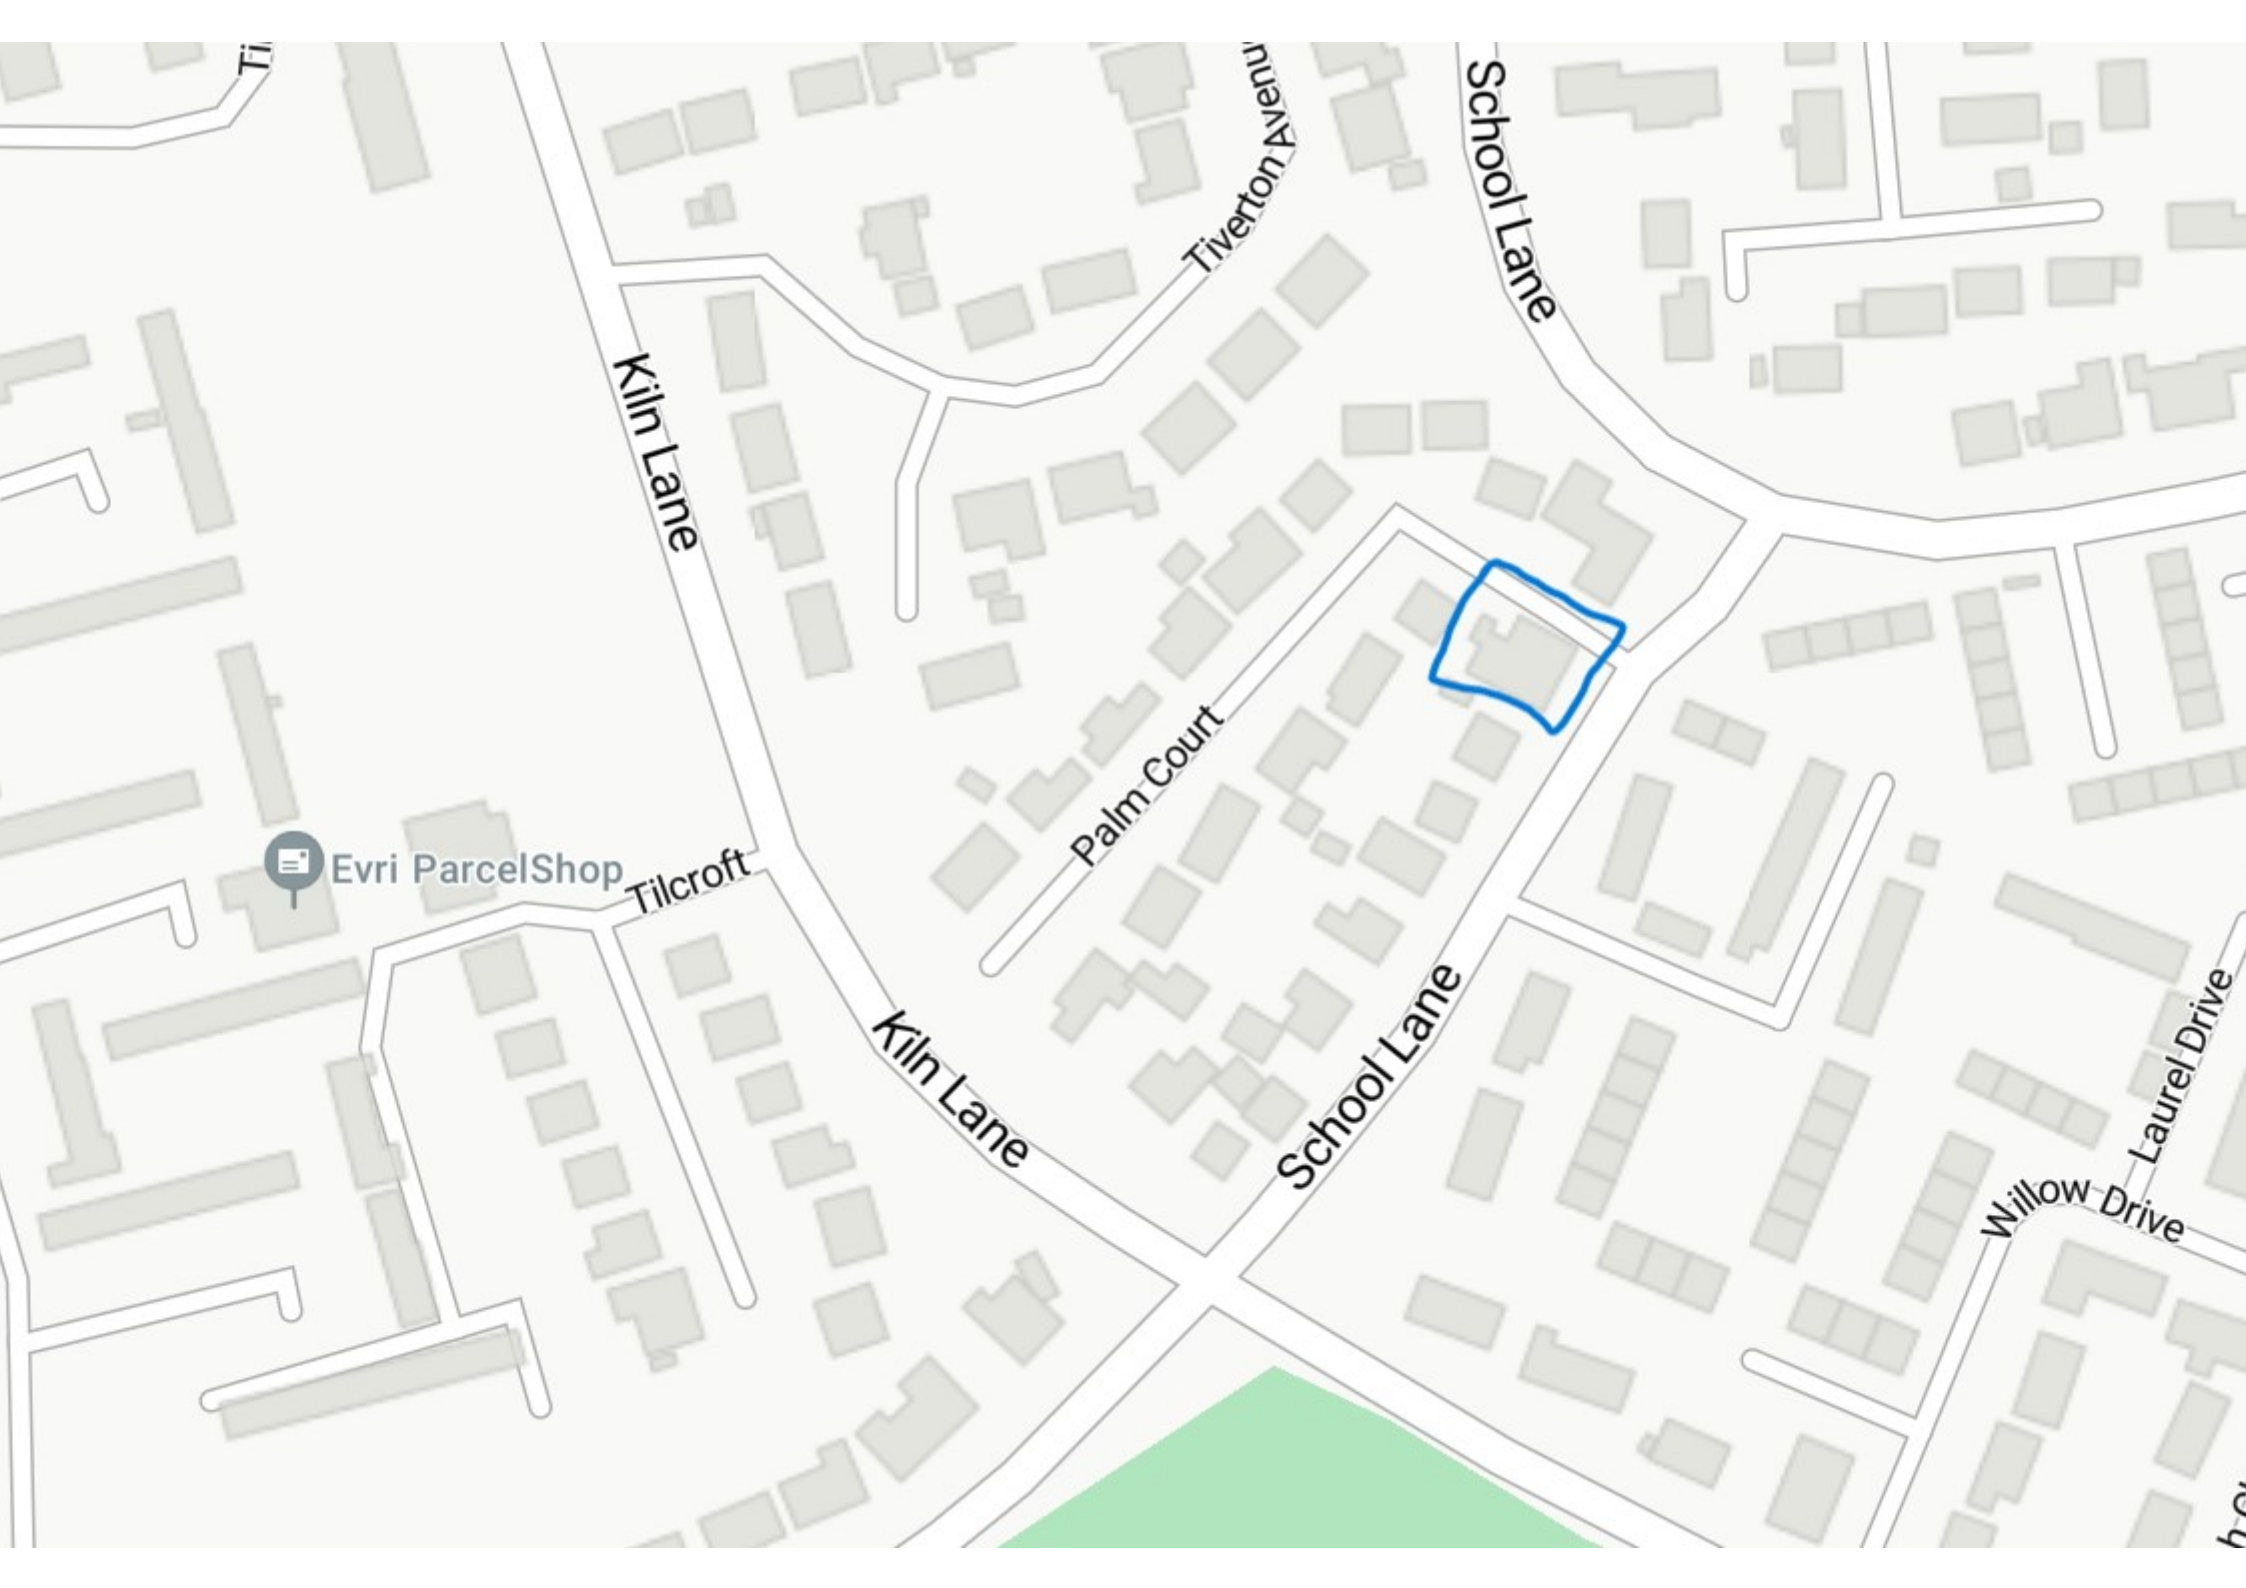 School Lane
Tiverton Avenu
Kiln Lane
Palm Court
Evri ParcelShop
Tilcroft
Kiln Lane
School Lane
Laurel Drive
Willow Drive